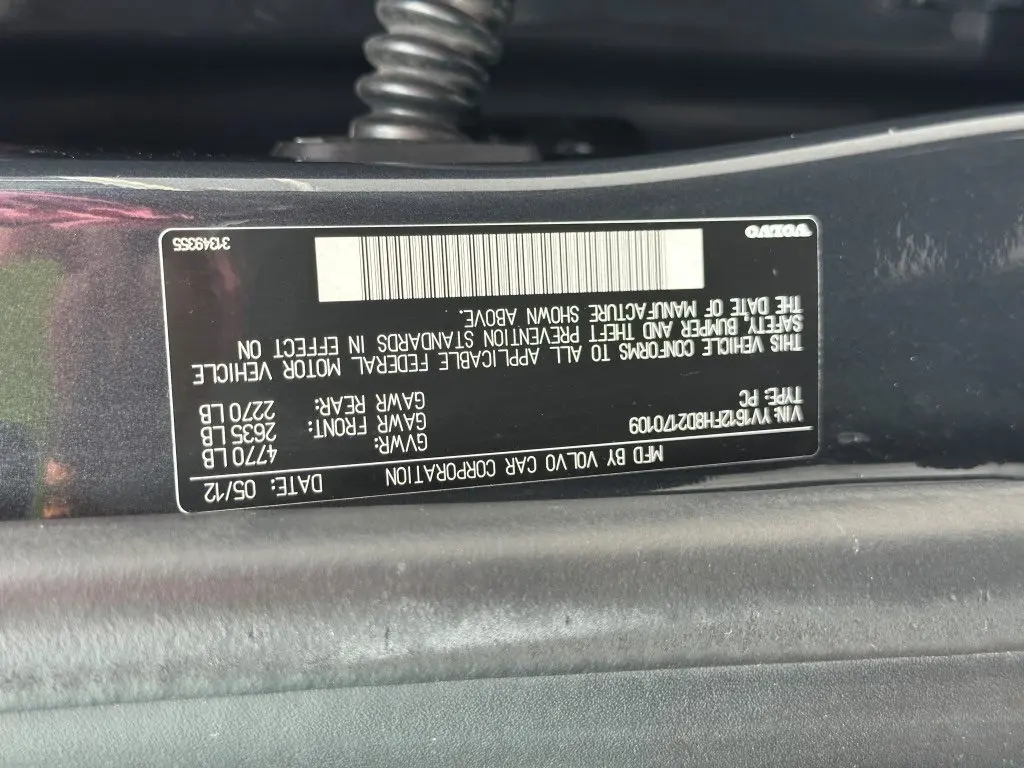 MFD BY VOLVO CAR CORPORATION DATE: 05/12
VIN: YV1612FH8D2170109 GVWR: 4770 LB
TYPE: PC GAWR FRONT: 2635 LB
GAWR REAR: 2270 LB
THIS VEHICLE CONFORMS TO ALL APPLICABLE FEDERAL MOTOR VEHICLE
SAFETY, BUMPER AND THEFT PREVENTION STANDARDS IN EFFECT ON
THE DATE OF MANUFACTURE SHOWN ABOVE.
VOLVO 31349355